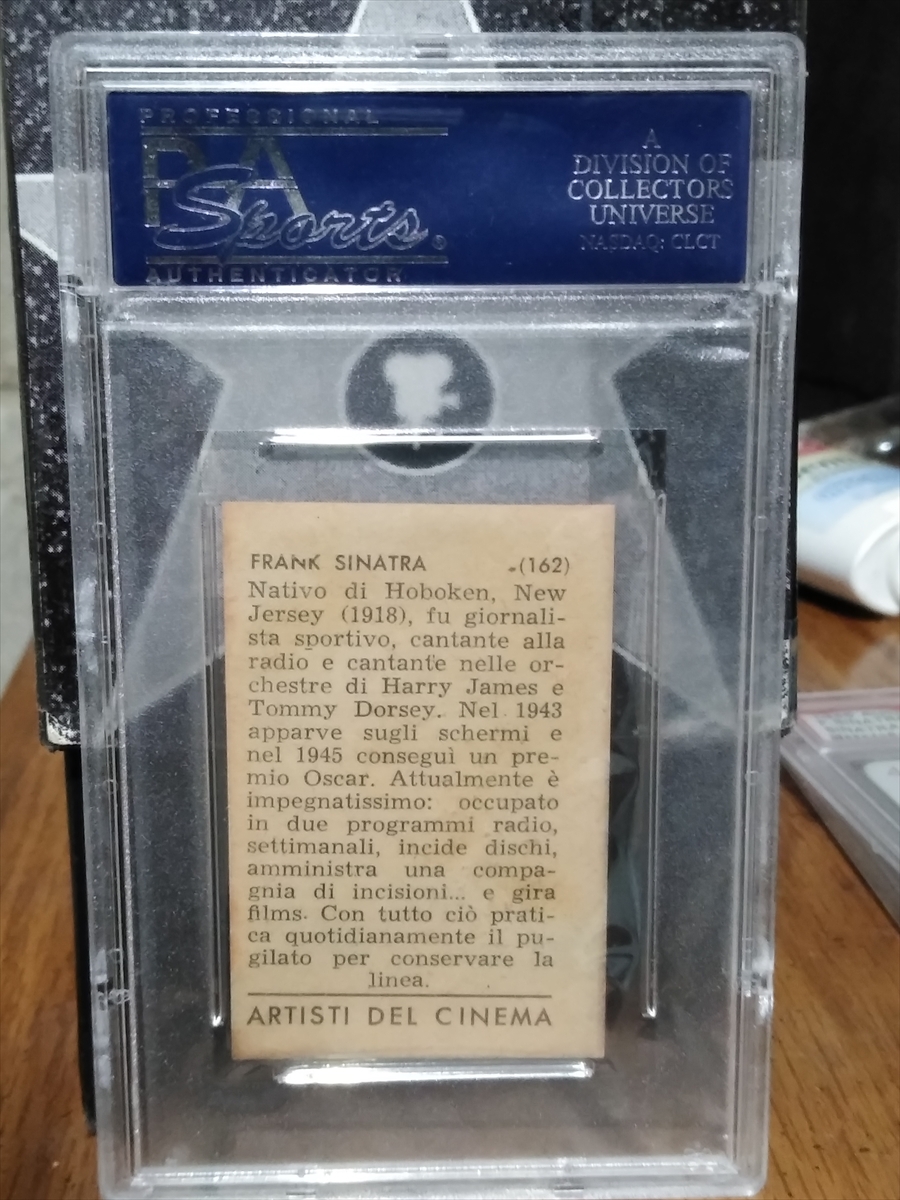 PROFESSIONAL
PSA
Sports
AUTHENTICATOR
A
DIVISION OF
COLLECTORS
UNIVERSE
NASDAQ: CLCT
FRANK SINATRA (162)
Nativo di Hoboken, New
Jersey (1918), fu giornali-
sta sportivo, cantante alla
radio e cantante nelle or-
chestre di Harry James e
Tommy Dorsey. Nel 1943
apparve sugli schermi e
nel 1945 conseguì un pre-
mio Oscar. Attualmente è
impegnatissimo: occupato
in due programmi radio,
settimanali, incide dischi,
amministra una compa-
gnia di incisioni... e gira
films. Con tutto ciò prati-
ca quotidianamente il pu-
gilato per conservare la
linea.
ARTISTI DEL CINEMA